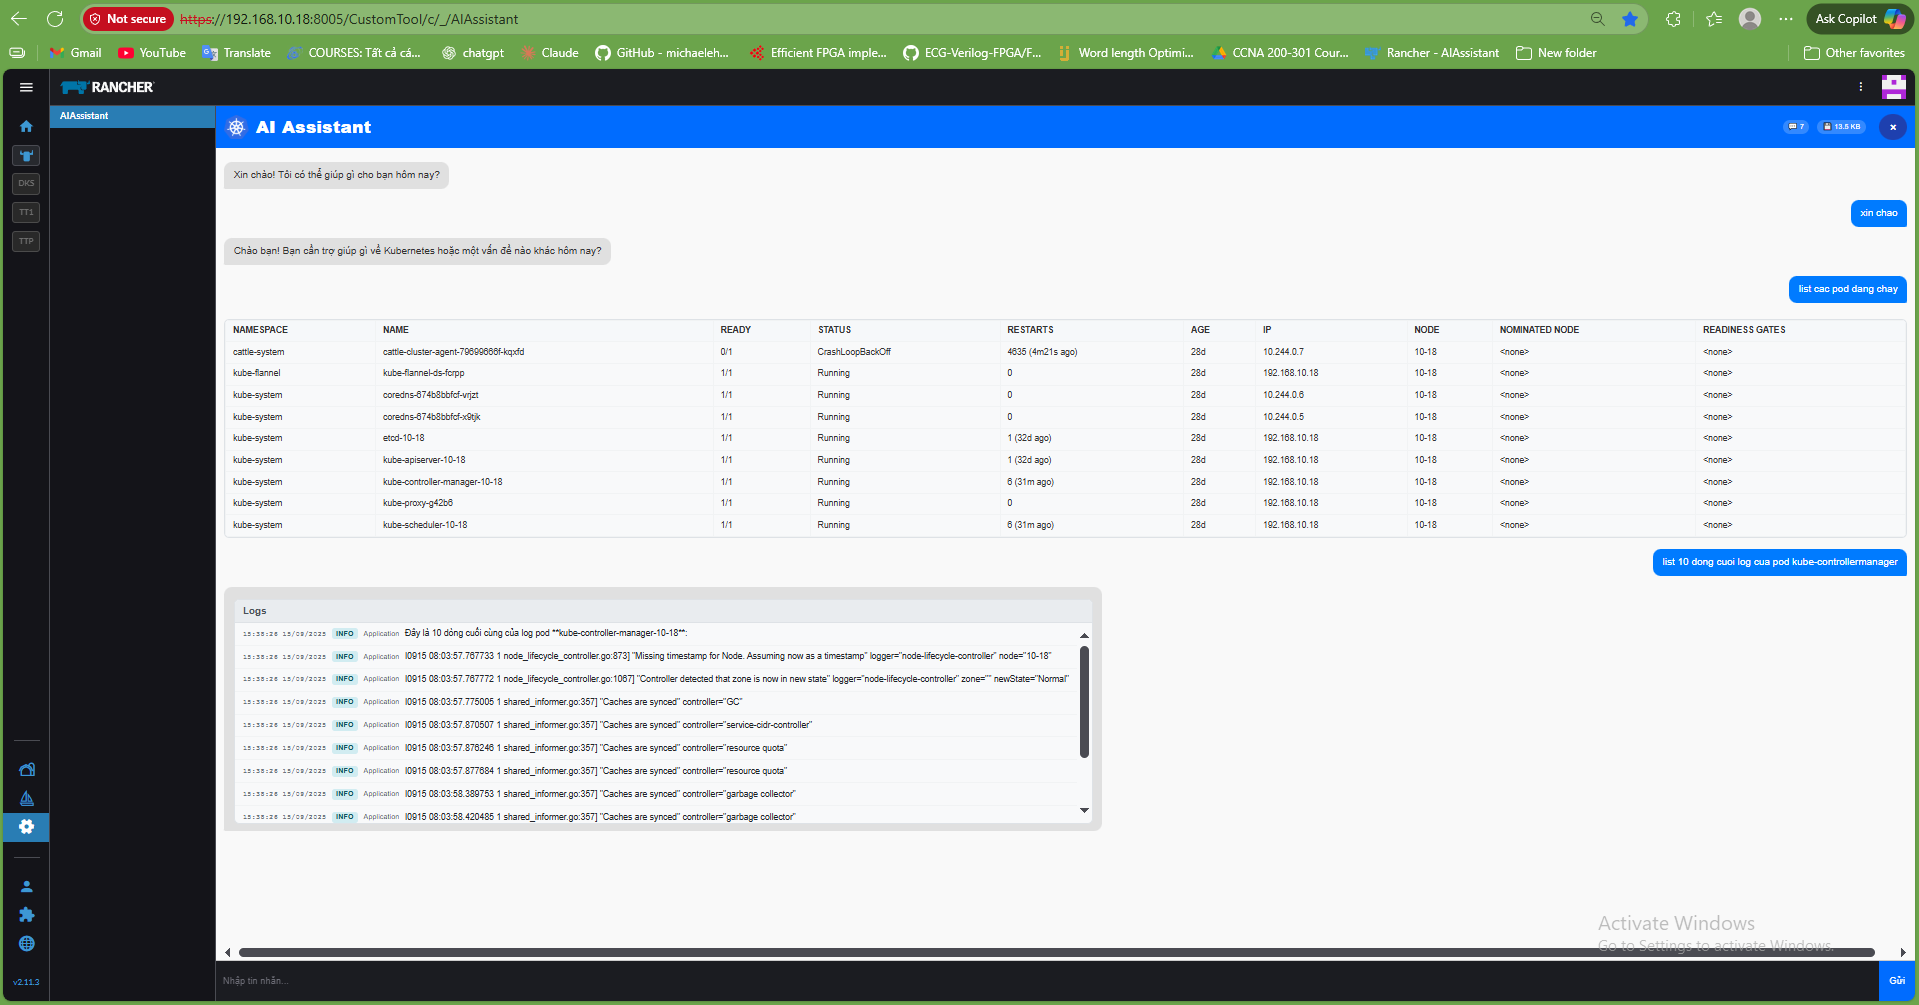 Not secure https://192.168.10.18:8005/CustomTool/c/_/AIAssistant Ask Copilot
Gmail YouTube Translate COURSES: Tất cả cá... chatgpt Claude GitHub - michaeleh... Efficient FPGA imple... ECG-Verilog-FPGA/F... Word length Optimi... CCNA 200-301 Cour... Rancher - AIAssistant New folder Other favorites
RANCHER
AIAssistant
DKS
TT1
TTP
v2.11.3
AI Assistant 7 13.5 KB x
Xin chào! Tôi có thể giúp gì cho bạn hôm nay?
xin chao
Chào bạn! Bạn cần trợ giúp gì về Kubernetes hoặc một vấn đề nào khác hôm nay?
list cac pod dang chay
NAMESPACE NAME READY STATUS RESTARTS AGE IP NODE NOMINATED NODE READINESS GATES
cattle-system cattle-cluster-agent-79699666f-kqxfd 0/1 CrashLoopBackOff 4635 (4m21s ago) 28d 10.244.0.7 10-18 <none> <none>
kube-flannel kube-flannel-ds-fcrpp 1/1 Running 0 28d 192.168.10.18 10-18 <none> <none>
kube-system coredns-674b8bbfcf-vrjzt 1/1 Running 0 28d 10.244.0.6 10-18 <none> <none>
kube-system coredns-674b8bbfcf-x9tjk 1/1 Running 0 28d 10.244.0.5 10-18 <none> <none>
kube-system etcd-10-18 1/1 Running 1 (32d ago) 28d 192.168.10.18 10-18 <none> <none>
kube-system kube-apiserver-10-18 1/1 Running 1 (32d ago) 28d 192.168.10.18 10-18 <none> <none>
kube-system kube-controller-manager-10-18 1/1 Running 6 (31m ago) 28d 192.168.10.18 10-18 <none> <none>
kube-system kube-proxy-g42b6 1/1 Running 0 28d 192.168.10.18 10-18 <none> <none>
kube-system kube-scheduler-10-18 1/1 Running 6 (31m ago) 28d 192.168.10.18 10-18 <none> <none>
list 10 dong cuoi log cua pod kube-controllermanager
Logs
15:38:26 15/09/2025 INFO Application Đây là 10 dòng cuối cùng của log pod **kube-controller-manager-10-18**:
15:38:26 15/09/2025 INFO Application I0915 08:03:57.767733 1 node_lifecycle_controller.go:873] "Missing timestamp for Node. Assuming now as a timestamp" logger="node-lifecycle-controller" node="10-18"
15:38:26 15/09/2025 INFO Application I0915 08:03:57.767772 1 node_lifecycle_controller.go:1067] "Controller detected that zone is now in new state" logger="node-lifecycle-controller" zone="" newState="Normal"
15:38:26 15/09/2025 INFO Application I0915 08:03:57.775005 1 shared_informer.go:357] "Caches are synced" controller="GC"
15:38:26 15/09/2025 INFO Application I0915 08:03:57.870507 1 shared_informer.go:357] "Caches are synced" controller="service-cidr-controller"
15:38:26 15/09/2025 INFO Application I0915 08:03:57.876246 1 shared_informer.go:357] "Caches are synced" controller="resource quota"
15:38:26 15/09/2025 INFO Application I0915 08:03:57.877684 1 shared_informer.go:357] "Caches are synced" controller="resource quota"
15:38:26 15/09/2025 INFO Application I0915 08:03:58.389753 1 shared_informer.go:357] "Caches are synced" controller="garbage collector"
15:38:26 15/09/2025 INFO Application I0915 08:03:58.420485 1 shared_informer.go:357] "Caches are synced" controller="garbage collector"
Activate Windows
Go to Settings to activate Windows.
Nhập tin nhắn...
Gửi